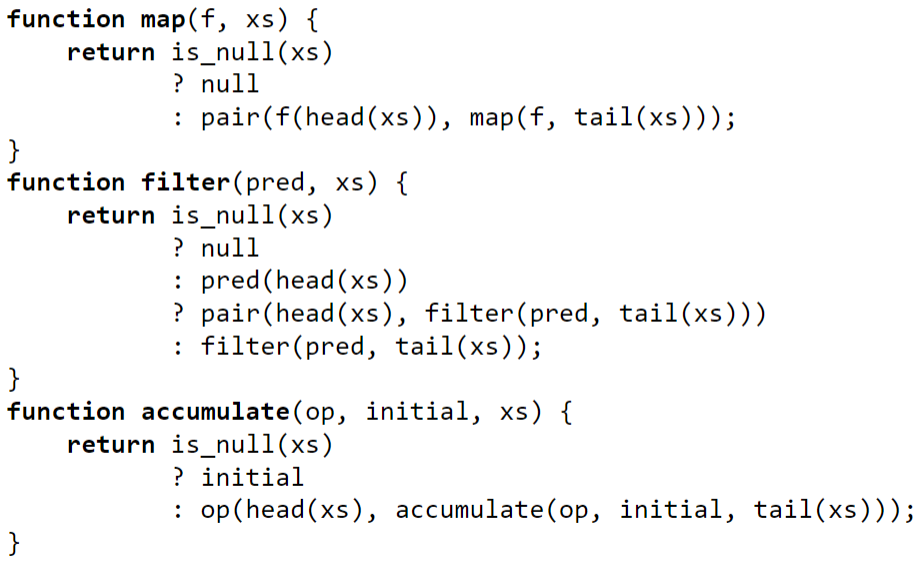 function map(f, xs) {
    return is_null(xs)
           ? null
           : pair(f(head(xs)), map(f, tail(xs)));
}
function filter(pred, xs) {
    return is_null(xs)
           ? null
           : pred(head(xs))
           ? pair(head(xs), filter(pred, tail(xs)))
           : filter(pred, tail(xs));
}
function accumulate(op, initial, xs) {
    return is_null(xs)
           ? initial
           : op(head(xs), accumulate(op, initial, tail(xs)));
}